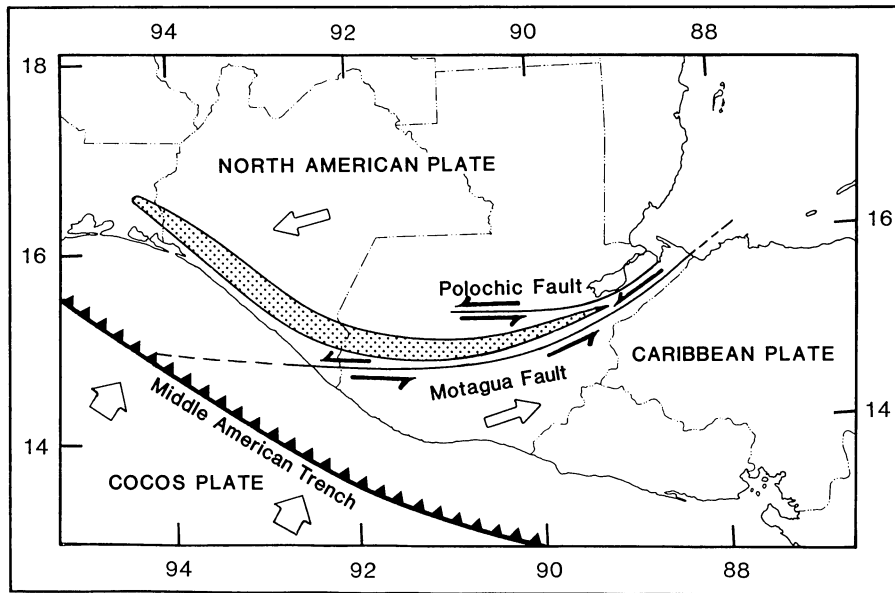 94
92
90
88
18
NORTH AMERICAN PLATE
16
16
Polochic Fault
CARIBBEAN PLATE
Motagua Fault
Middle American Trench
14
14
COCOS PLATE
94
92
90
88